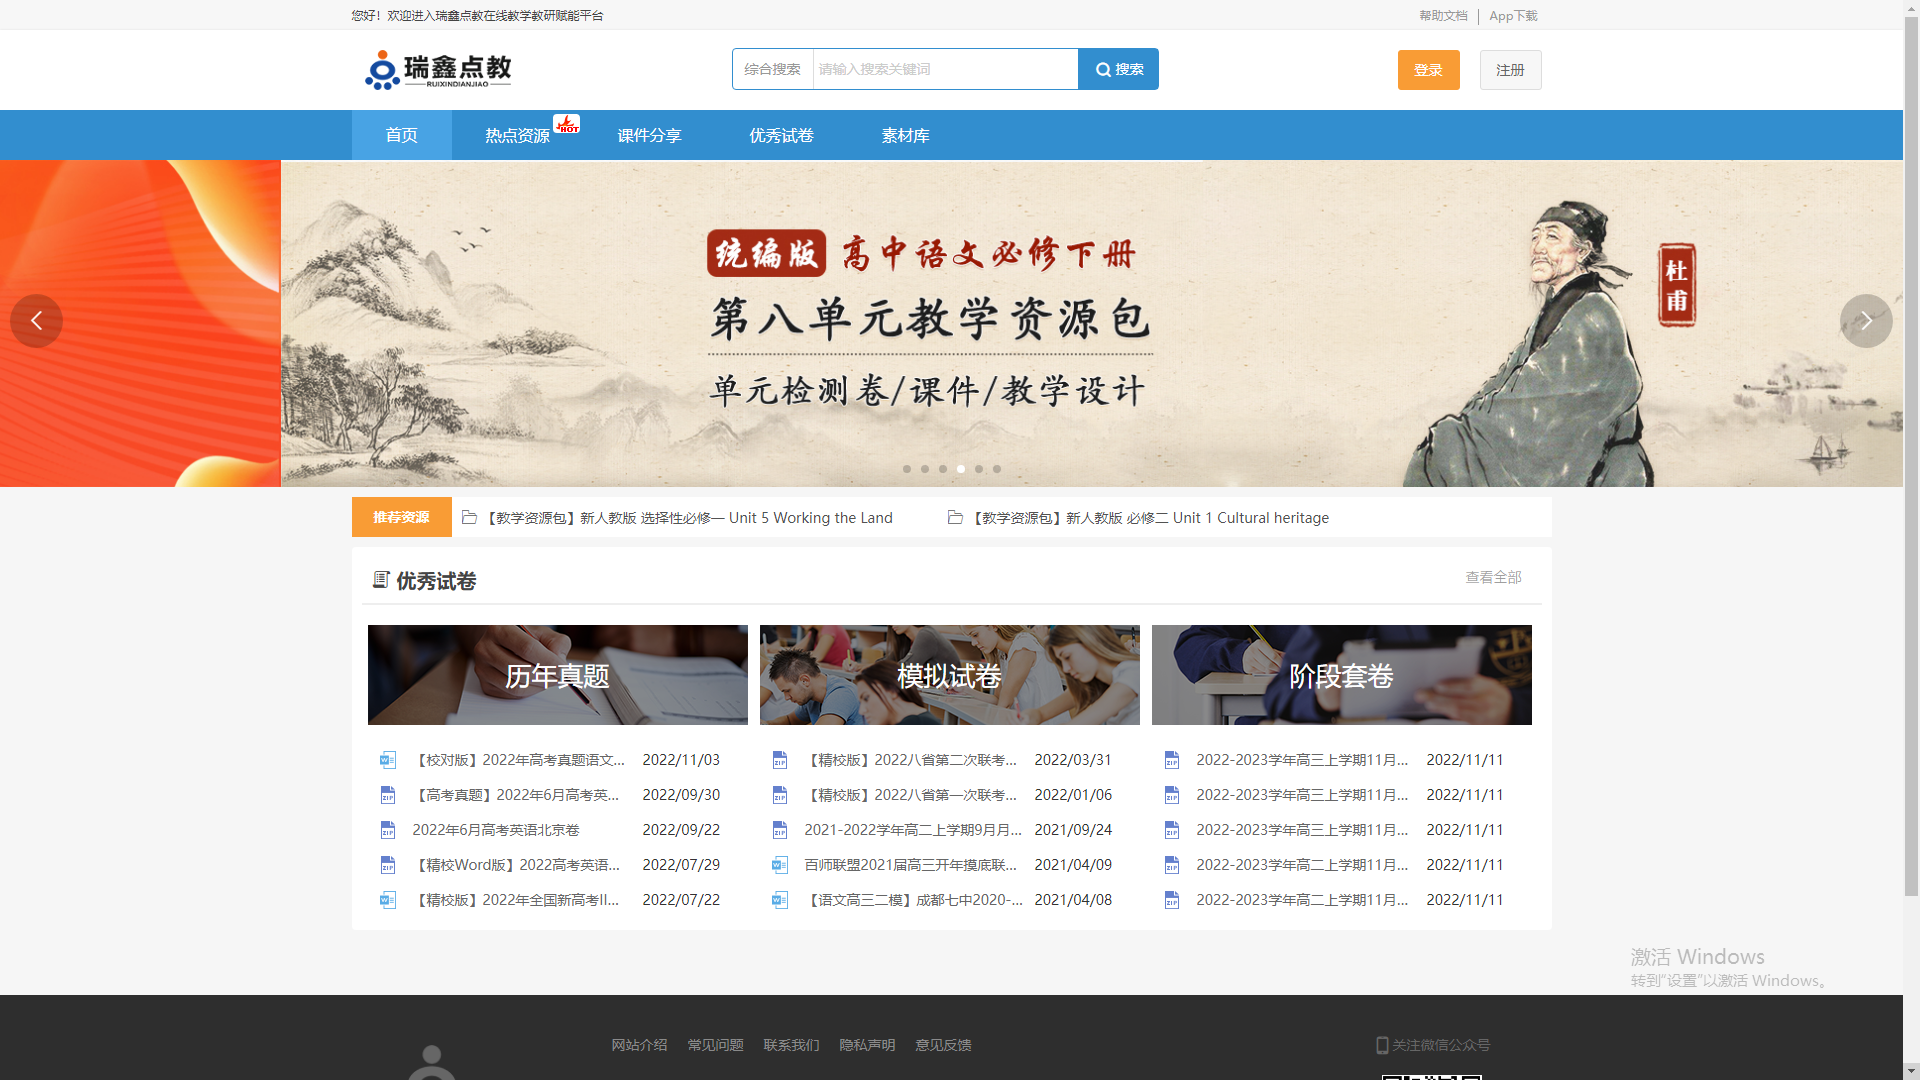 您好！欢迎进入瑞鑫点教在线教学教研赋能平台
帮助文档
App下载
瑞鑫点教
RUIXINDIANJIAO
综合搜索
请输入搜索关键词
搜索
登录
注册
首页
热点资源
HOT
课件分享
优秀试卷
素材库
统编版 高中语文必修下册
第八单元教学资源包
单元检测卷/课件/教学设计
杜甫
推荐资源
【教学资源包】新人教版 选择性必修一 Unit 5 Working the Land
【教学资源包】新人教版 必修二 Unit 1 Cultural heritage
优秀试卷
查看全部
历年真题
模拟试卷
阶段套卷
【校对版】2022年高考真题语文... 2022/11/03
【高考真题】2022年6月高考英... 2022/09/30
2022年6月高考英语北京卷 2022/09/22
【精校Word版】2022高考英语... 2022/07/29
【精校版】2022年全国新高考II... 2022/07/22
【精校版】2022八省第二次联考... 2022/03/31
【精校版】2022八省第一次联考... 2022/01/06
2021-2022学年高二上学期9月月... 2021/09/24
百师联盟2021届高三开年摸底联... 2021/04/09
【语文高三二模】成都七中2020-... 2021/04/08
2022-2023学年高三上学期11月... 2022/11/11
2022-2023学年高三上学期11月... 2022/11/11
2022-2023学年高三上学期11月... 2022/11/11
2022-2023学年高二上学期11月... 2022/11/11
2022-2023学年高二上学期11月... 2022/11/11
激活 Windows
转到“设置”以激活 Windows。
网站介绍
常见问题
联系我们
隐私声明
意见反馈
关注微信公众号